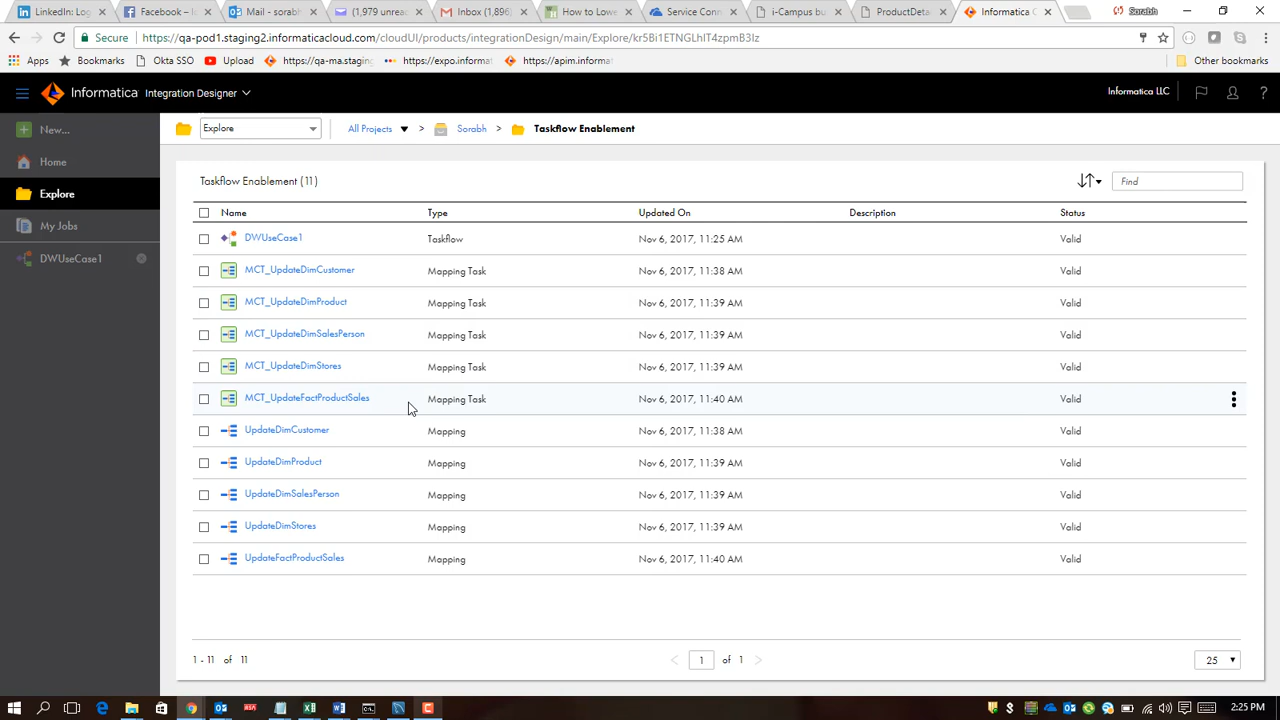 LinkedIn: Log
Facebook – l
Mail - sorabh
(1,979 unrea
Inbox (1,896)
How to Lowe
Service Conv
i-Campus bu
ProductDeta
Informatica C
Sorabh
Secure
https://qa-pod1.staging2.informaticacloud.com/cloudUI/products/integrationDesign/main/Explore/kr5Bi1ETNGLhIT4zpmB3Iz
Apps
Bookmarks
Okta SSO
Upload
https://qa-ma.staging
https://expo.informat
https://apim.informat
Other bookmarks
Informatica
Integration Designer
Informatica LLC
?
New...
Home
Explore
My Jobs
DWUseCase1
Explore
All Projects > Sorabh > Taskflow Enablement
Taskflow Enablement (11)
Find
Name Type Updated On Description Status
DWUseCase1 Taskflow Nov 6, 2017, 11:25 AM Valid
MCT_UpdateDimCustomer Mapping Task Nov 6, 2017, 11:38 AM Valid
MCT_UpdateDimProduct Mapping Task Nov 6, 2017, 11:39 AM Valid
MCT_UpdateDimSalesPerson Mapping Task Nov 6, 2017, 11:39 AM Valid
MCT_UpdateDimStores Mapping Task Nov 6, 2017, 11:39 AM Valid
MCT_UpdateFactProductSales Mapping Task Nov 6, 2017, 11:40 AM Valid
UpdateDimCustomer Mapping Nov 6, 2017, 11:38 AM Valid
UpdateDimProduct Mapping Nov 6, 2017, 11:39 AM Valid
UpdateDimSalesPerson Mapping Nov 6, 2017, 11:39 AM Valid
UpdateDimStores Mapping Nov 6, 2017, 11:39 AM Valid
UpdateFactProductSales Mapping Nov 6, 2017, 11:40 AM Valid
1 - 11 of 11
< 1 of 1 >
25
2:25 PM